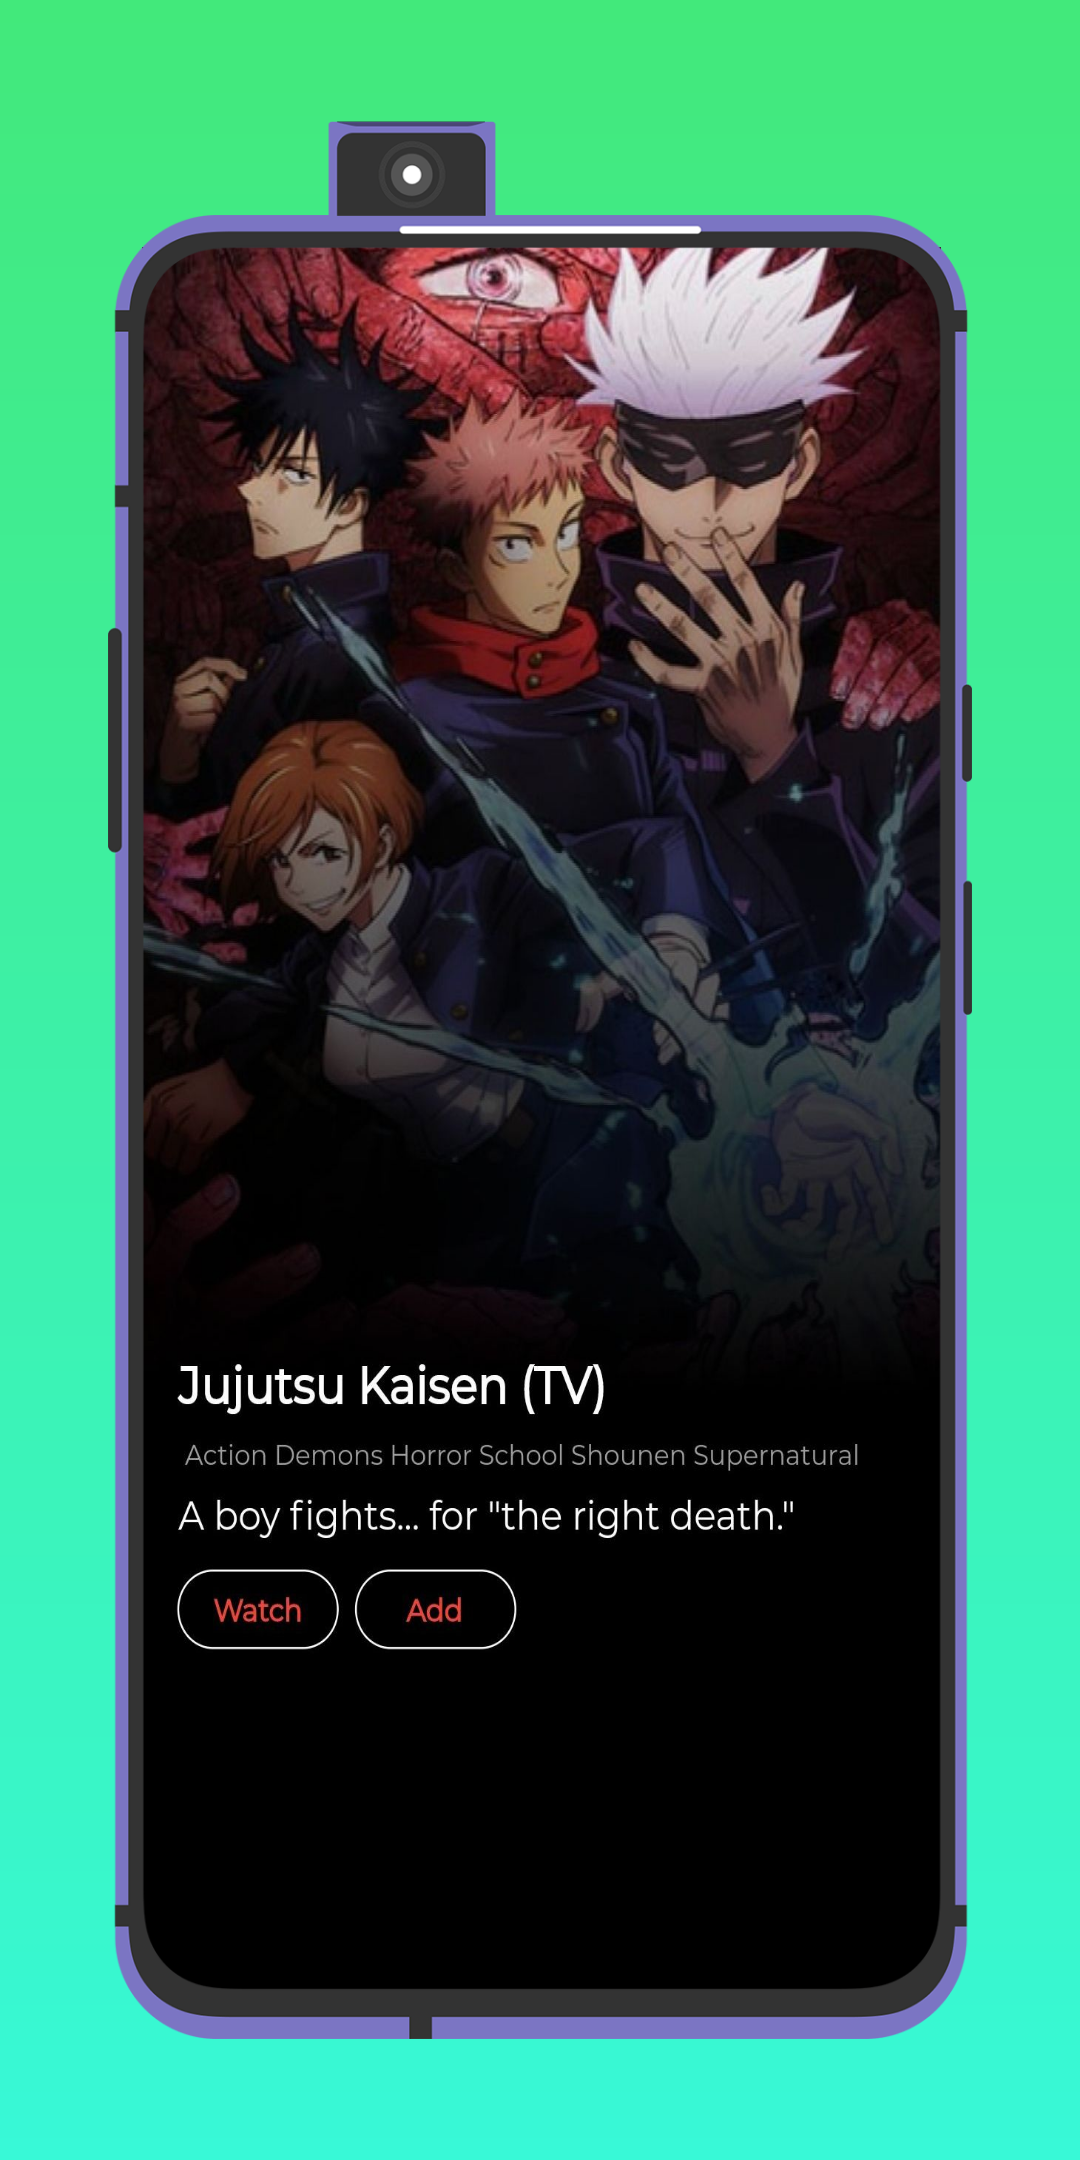 Jujutsu Kaisen (TV)
Action Demons Horror School Shounen Supernatural
A boy fights... for "the right death."
Watch
Add